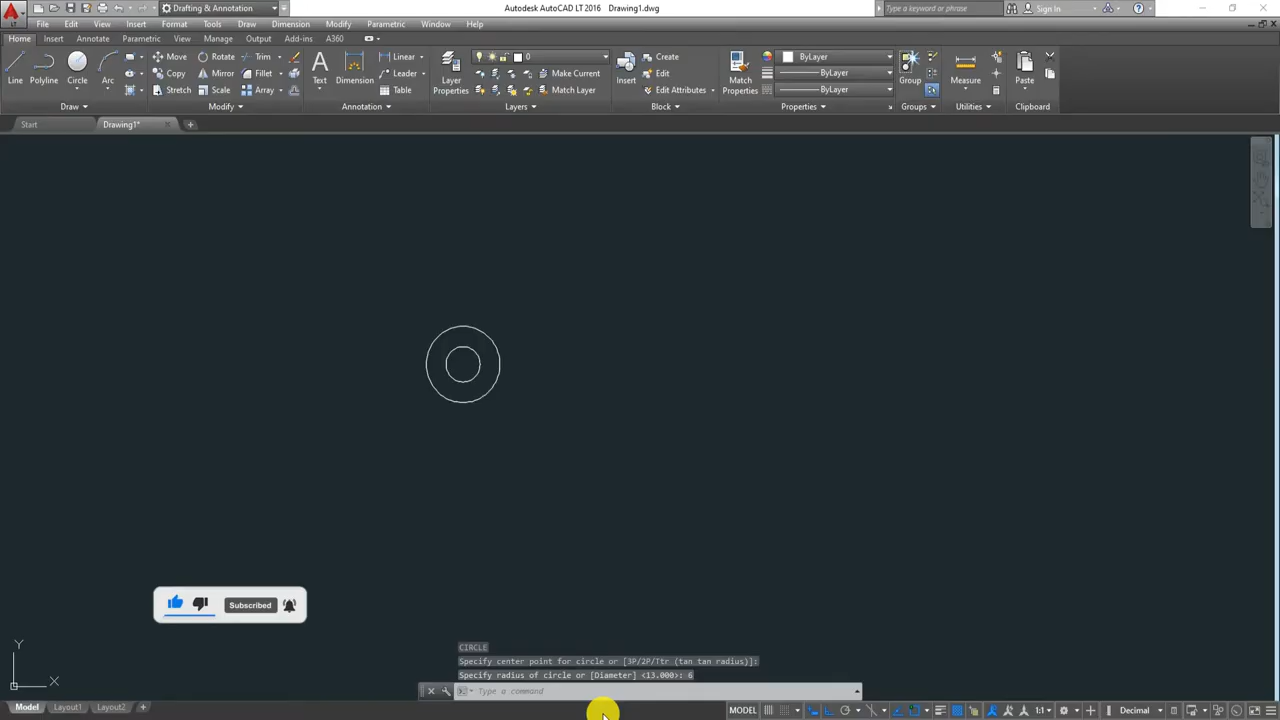 Drafting & Annotation
Autodesk AutoCAD LT 2016 Drawing1.dwg
Type a keyword or phrase
Sign In
LT
File Edit View Insert Format Tools Draw Dimension Modify Parametric Window Help
Home Insert Annotate Parametric View Manage Output Add-ins A360
Line Polyline Circle Arc
Move Rotate Trim
Copy Mirror Fillet
Stretch Scale Array
Text Dimension
Linear
Leader
Table
Layer Properties
0
Make Current
Match Layer
Insert
Create
Edit
Edit Attributes
Match Properties
ByLayer
ByLayer
ByLayer
Group
Measure
Paste
Draw Modify Annotation Layers Block Properties Groups Utilities Clipboard
Start Drawing1*
Subscribed
Y
X
CIRCLE
Specify center point for circle or [3P/2P/Ttr (tan tan radius)]:
Specify radius of circle or [Diameter] <13.000>: 6
Type a command
Model Layout1 Layout2
MODEL
1:1
Decimal